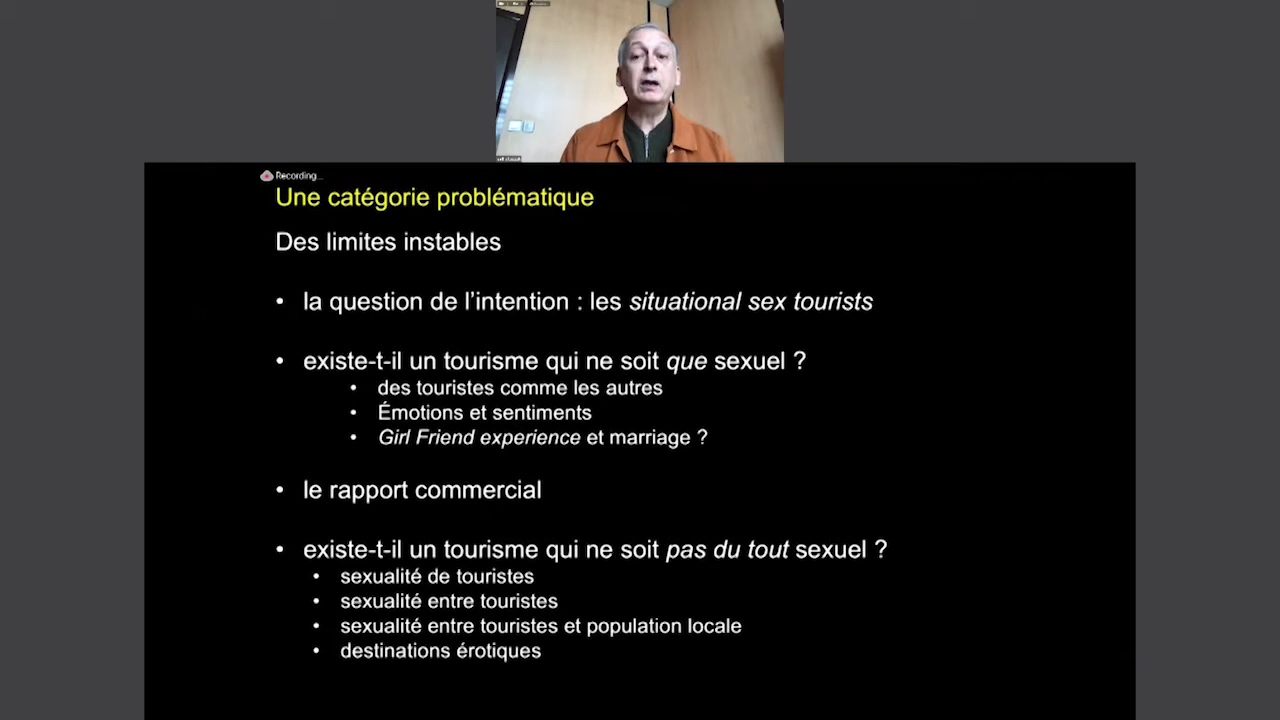 Recording...
Une catégorie problématique
Des limites instables
• la question de l'intention : les situational sex tourists
• existe-t-il un tourisme qui ne soit que sexuel ?
• des touristes comme les autres
• Émotions et sentiments
• Girl Friend experience et marriage ?
• le rapport commercial
• existe-t-il un tourisme qui ne soit pas du tout sexuel ?
• sexualité de touristes
• sexualité entre touristes
• sexualité entre touristes et population locale
• destinations érotiques